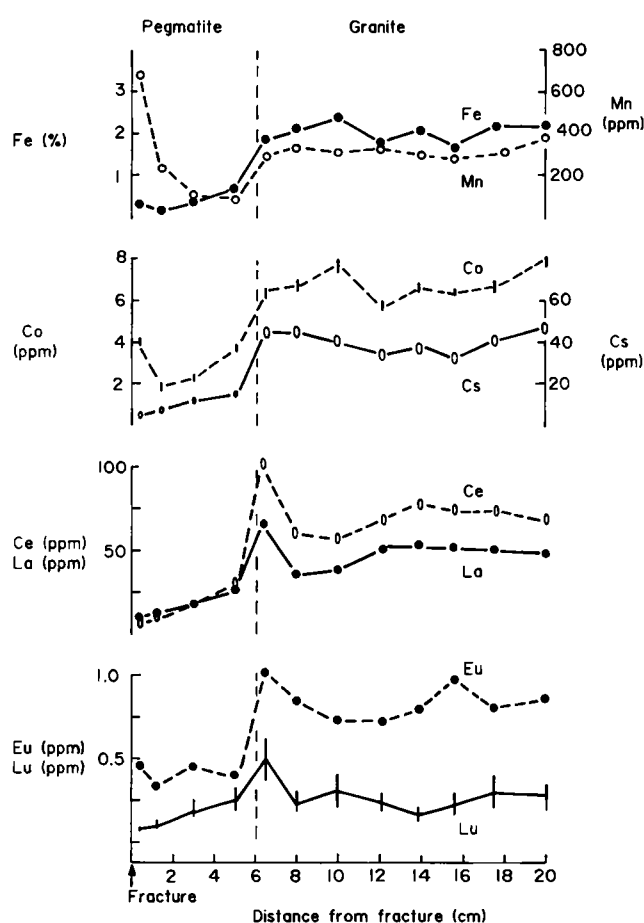 Pegmatite Granite
800
3 Fe 600 Mn
Fe (%) 2 400 (ppm)
1 Mn 200
8 Co
6 60
Co 4 40 Cs
(ppm) (ppm)
2 Cs 20
100 Ce
Ce (ppm) 50
La (ppm) La
1.0 Eu
Eu (ppm) 0.5
Lu (ppm)
Lu
2 4 6 8 10 12 14 16 18 20
Fracture
Distance from fracture (cm)